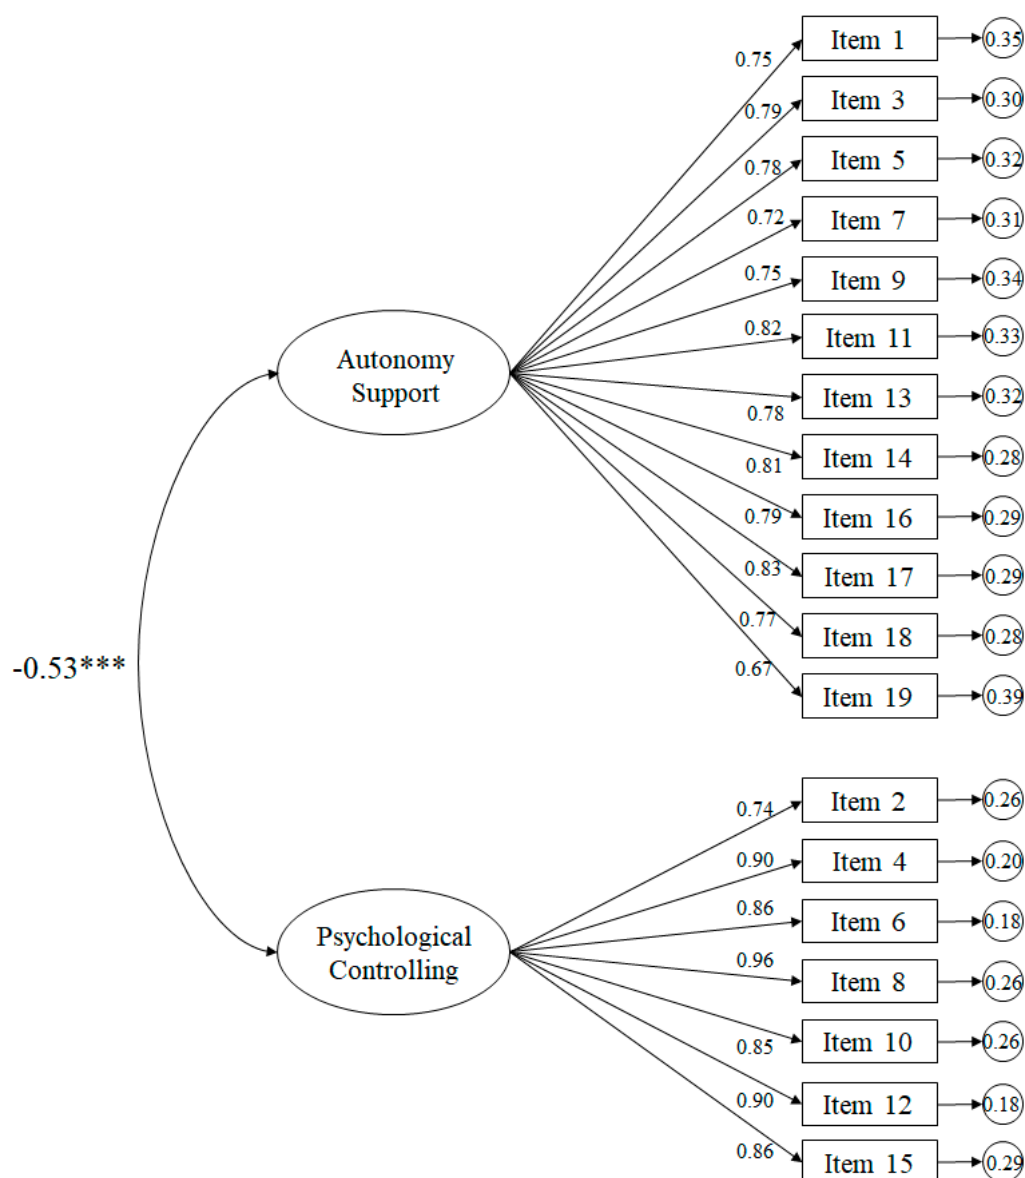 0.75
Item 1
0.35
0.79
Item 3
0.30
0.78
Item 5
0.32
0.72
Item 7
0.31
0.75
Item 9
0.34
0.82
Item 11
0.33
Autonomy
Support
0.78
Item 13
0.32
0.81
Item 14
0.28
0.79
Item 16
0.29
0.83
Item 17
0.29
0.77
Item 18
0.28
0.67
Item 19
0.39
-0.53***
0.74
Item 2
0.26
0.90
Item 4
0.20
0.86
Item 6
0.18
Psychological
Controlling
0.96
Item 8
0.26
0.85
Item 10
0.26
0.90
Item 12
0.18
0.86
Item 15
0.29